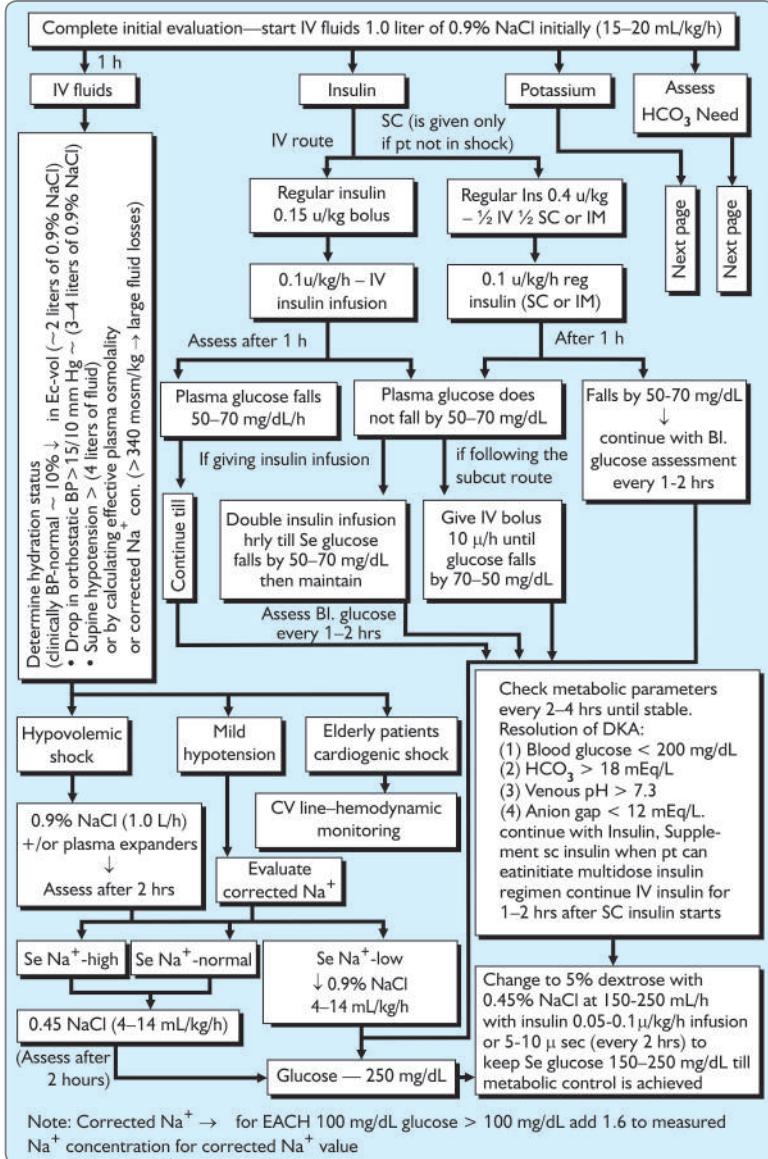 Complete initial evaluation—start IV fluids 1.0 liter of 0.9% NaCl initially (15–20 mL/kg/h)
1 h
IV fluids
Insulin
Potassium
Assess
HCO₃ Need
IV route
SC (is given only
if pt not in shock)
Regular insulin
0.15 u/kg bolus
Regular Ins 0.4 u/kg
– ½ IV ½ SC or IM
Next page
Next page
0.1u/kg/h – IV
insulin infusion
0.1 u/kg/h reg
insulin (SC or IM)
Assess after 1 h
After 1 h
Plasma glucose falls
50–70 mg/dL/h
Plasma glucose does
not fall by 50–70 mg/dL
Falls by 50-70 mg/dL
↓
continue with Bl.
glucose assessment
every 1-2 hrs
If giving insulin infusion
if following the
subcut route
Continue till
Double insulin infusion
hrly till Se glucose
falls by 50–70 mg/dL
then maintain
Give IV bolus
10 µ/h until
glucose falls
by 70–50 mg/dL
Assess Bl. glucose
every 1–2 hrs
Determine hydration status
(clinically BP-normal ~ 10% ↓ in Ec-vol (~2 liters of 0.9% NaCl)
• Drop in orthostatic BP > 15/10 mm Hg ~ (3–4 liters of 0.9% NaCl)
• Supine hypotension > (4 liters of fluid)
or by calculating effective plasma osmolality
or corrected Na⁺ con. (> 340 mosm/kg → large fluid losses)
Hypovolemic
shock
Mild
hypotension
Elderly patients
cardiogenic shock
CV line–hemodynamic
monitoring
0.9% NaCl (1.0 L/h)
+/or plasma expanders
↓
Assess after 2 hrs
Evaluate
corrected Na⁺
Check metabolic parameters
every 2–4 hrs until stable.
Resolution of DKA:
(1) Blood glucose < 200 mg/dL
(2) HCO₃ > 18 mEq/L
(3) Venous pH > 7.3
(4) Anion gap < 12 mEq/L.
continue with Insulin, Supple-
ment sc insulin when pt can
eatinitiate multidose insulin
regimen continue IV insulin for
1–2 hrs after SC insulin starts
Se Na⁺-high
Se Na⁺-normal
Se Na⁺-low
↓ 0.9% NaCl
4–14 mL/kg/h
0.45 NaCl (4–14 mL/kg/h)
(Assess after
2 hours)
Glucose — 250 mg/dL
Change to 5% dextrose with
0.45% NaCl at 150-250 mL/h
with insulin 0.05-0.1µ/kg/h infusion
or 5-10 µ sec (every 2 hrs) to
keep Se glucose 150–250 mg/dL till
metabolic control is achieved
Note: Corrected Na⁺ → for EACH 100 mg/dL glucose > 100 mg/dL add 1.6 to measured
Na⁺ concentration for corrected Na⁺ value